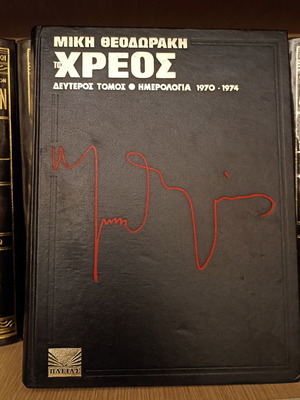 ΜΙΚΗ ΘΕΟΔΩΡΑΚΗ
ΤΟ ΧΡΕΟΣ
ΔΕΥΤΕΡΟΣ ΤΟΜΟΣ ● ΗΜΕΡΟΛΟΓΙΑ 1970 - 1974
ΠΛΕΙΑΣ